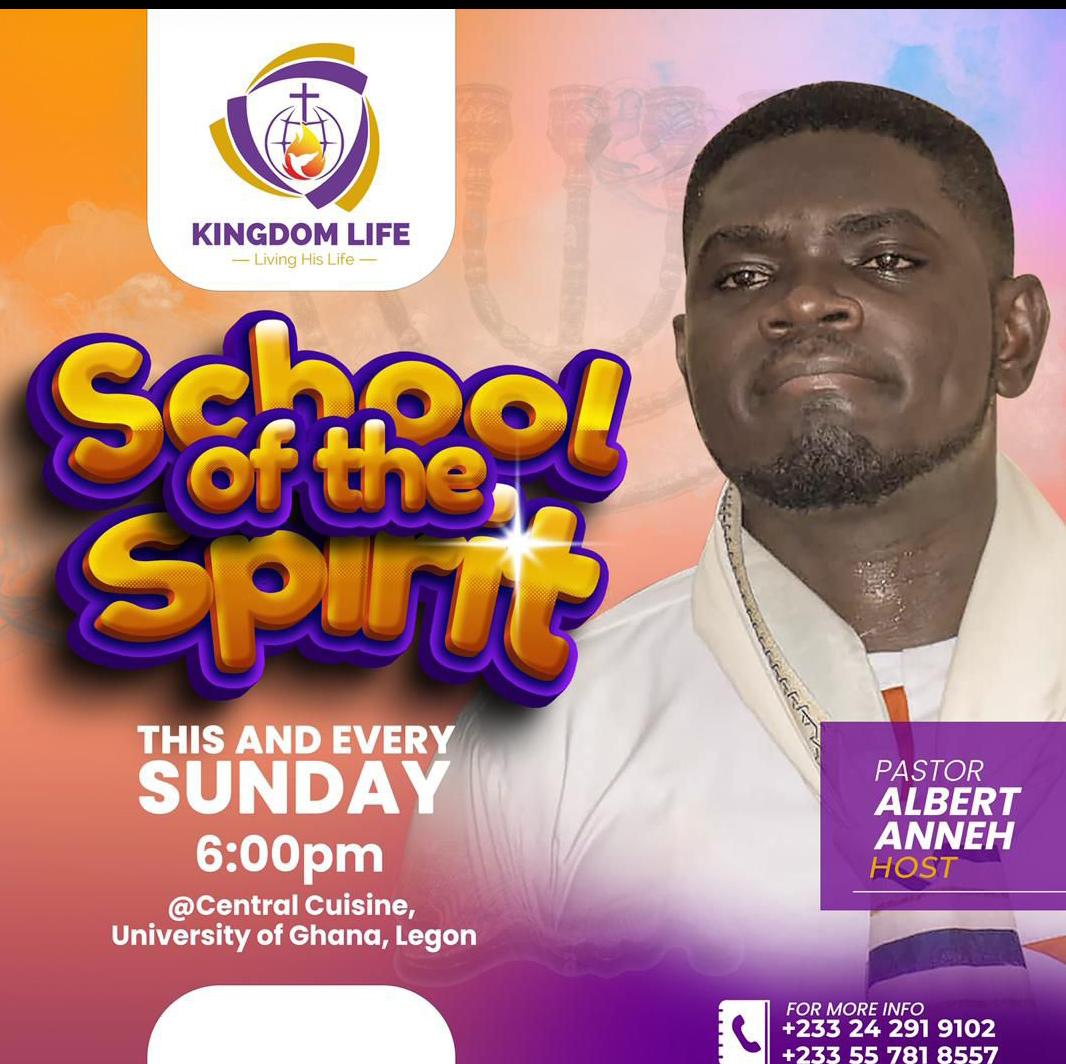 KINGDOM LIFE
— Living His Life —
School
of the
Spirit
THIS AND EVERY
SUNDAY
6:00pm
@Central Cuisine,
University of Ghana, Legon
PASTOR
ALBERT
ANNEH
HOST
FOR MORE INFO
+233 24 291 9102
+233 55 781 8557